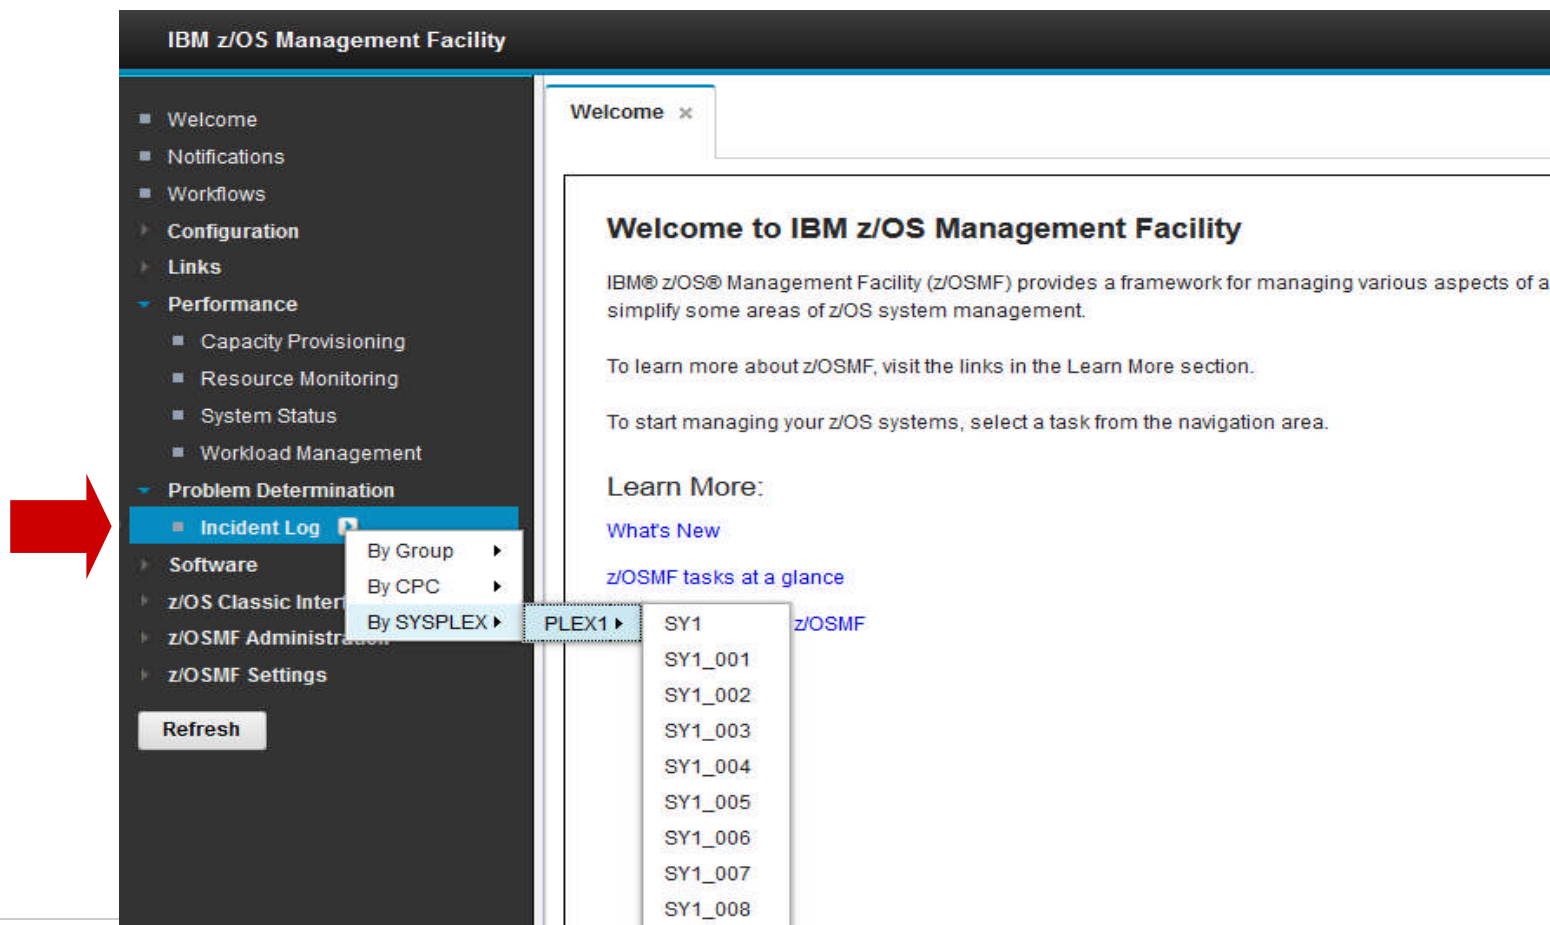 IBM z/OS Management Facility
Welcome
Notifications
Workflows
Configuration
Links
Performance
Capacity Provisioning
Resource Monitoring
System Status
Workload Management
Problem Determination
Incident Log
Software
z/OS Classic Inter
z/OSMF Administra
z/OSMF Settings
Refresh
By Group
By CPC
By SYSPLEX
PLEX1
SY1
SY1_001
SY1_002
SY1_003
SY1_004
SY1_005
SY1_006
SY1_007
SY1_008
Welcome x
Welcome to IBM z/OS Management Facility
IBM® z/OS® Management Facility (z/OSMF) provides a framework for managing various aspects of a
simplify some areas of z/OS system management.
To learn more about z/OSMF, visit the links in the Learn More section.
To start managing your z/OS systems, select a task from the navigation area.
Learn More:
What's New
z/OSMF tasks at a glance
z/OSMF